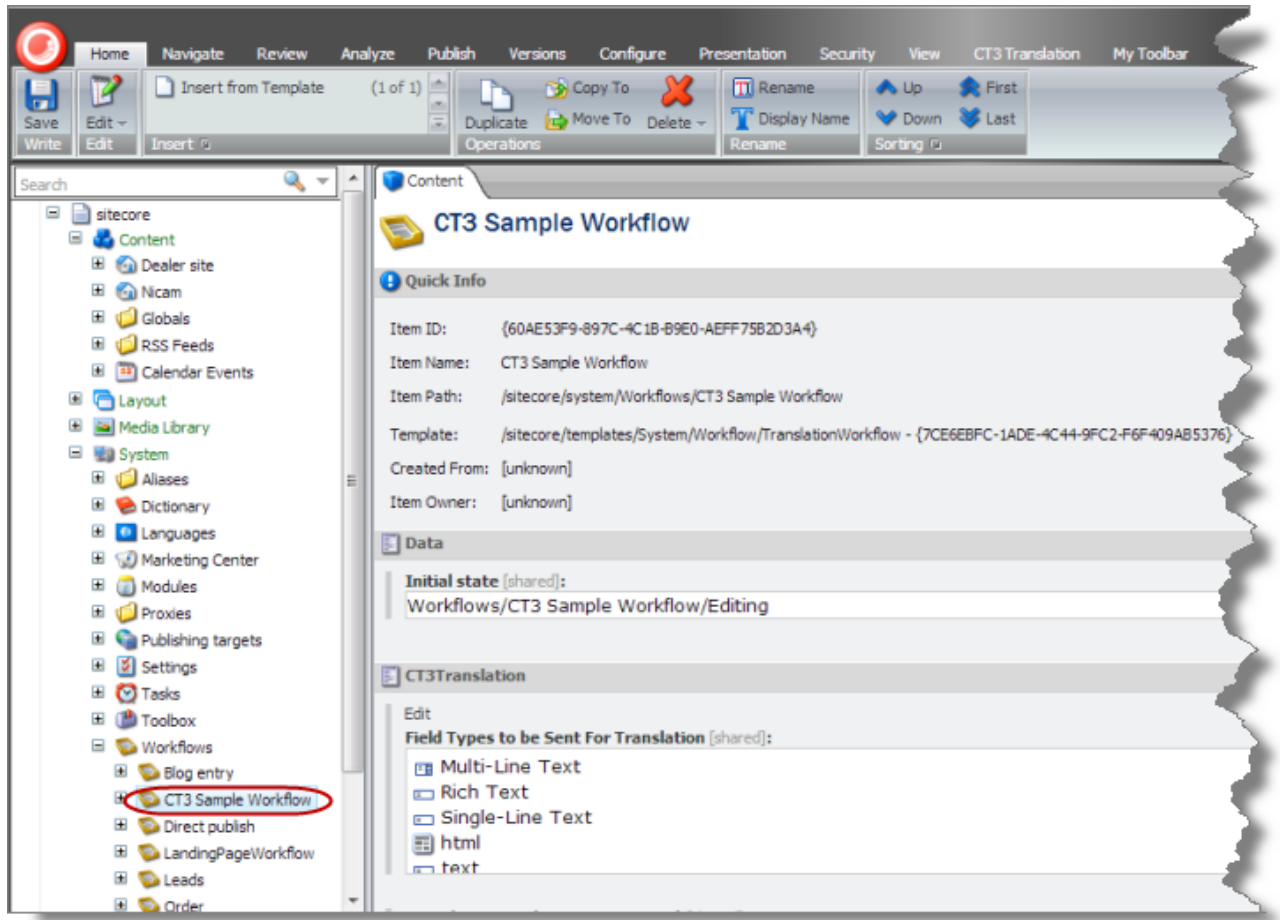 Home Navigate Review Analyze Publish Versions Configure Presentation Security View CT3 Translation My Toolbar
Insert from Template (1 of 1) Copy To Rename Up First
Save Edit Duplicate Move To Delete Display Name Down Last
Write Edit Insert Operations Rename Sorting
Search
sitecore
Content
Dealer site
Nicam
Globals
RSS Feeds
Calendar Events
Layout
Media Library
System
Aliases
Dictionary
Languages
Marketing Center
Modules
Proxies
Publishing targets
Settings
Tasks
Toolbox
Workflows
Blog entry
CT3 Sample Workflow
Direct publish
LandingPageWorkflow
Leads
Order
Content
CT3 Sample Workflow
Quick Info
Item ID: {60AE53F9-897C-4C1B-B9E0-AEFF75B2D3A4}
Item Name: CT3 Sample Workflow
Item Path: /sitecore/system/Workflows/CT3 Sample Workflow
Template: /sitecore/templates/System/Workflow/TranslationWorkflow - {7CE6EBFC-1ADE-4C44-9FC2-F6F409AB5376}
Created From: [unknown]
Item Owner: [unknown]
Data
Initial state [shared]:
Workflows/CT3 Sample Workflow/Editing
CT3Translation
Edit
Field Types to be Sent For Translation [shared]:
Multi-Line Text
Rich Text
Single-Line Text
html
text